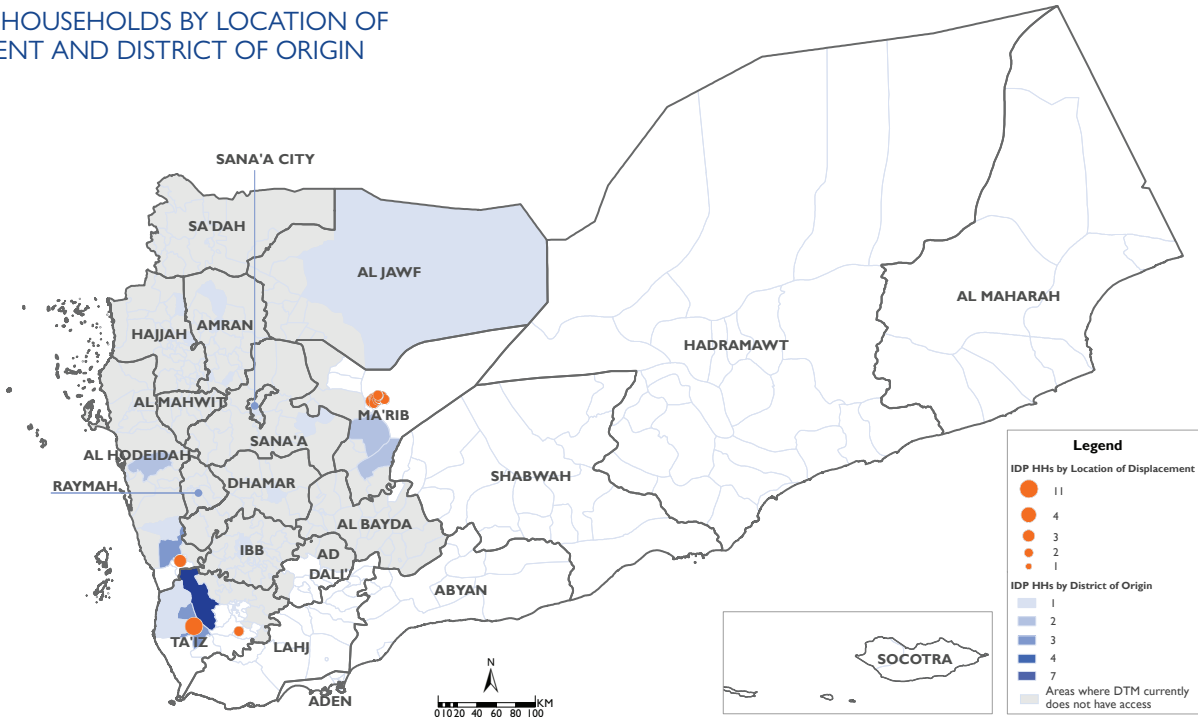 HOUSEHOLDS BY LOCATION OF
ENT AND DISTRICT OF ORIGIN
SANA'A CITY
SA'DAH
AL JAWF
AL MAHARAH
HAJJAH
AMRAN
HADRAMAWT
AL MAHWIT
MA'RIB
SANA'A
AL HODEIDAH
SHABWAH
RAYMAH
DHAMAR
AL BAYDA
IBB
AD
DALI'
ABYAN
TA'IZ
LAHJ
ADEN
SOCOTRA
N
KM
0 10 20 40 60 80 100
Legend
IDP HHs by Location of Displacement
11
4
3
2
1
IDP HHs by District of Origin
1
2
3
4
7
Areas where DTM currently
does not have access